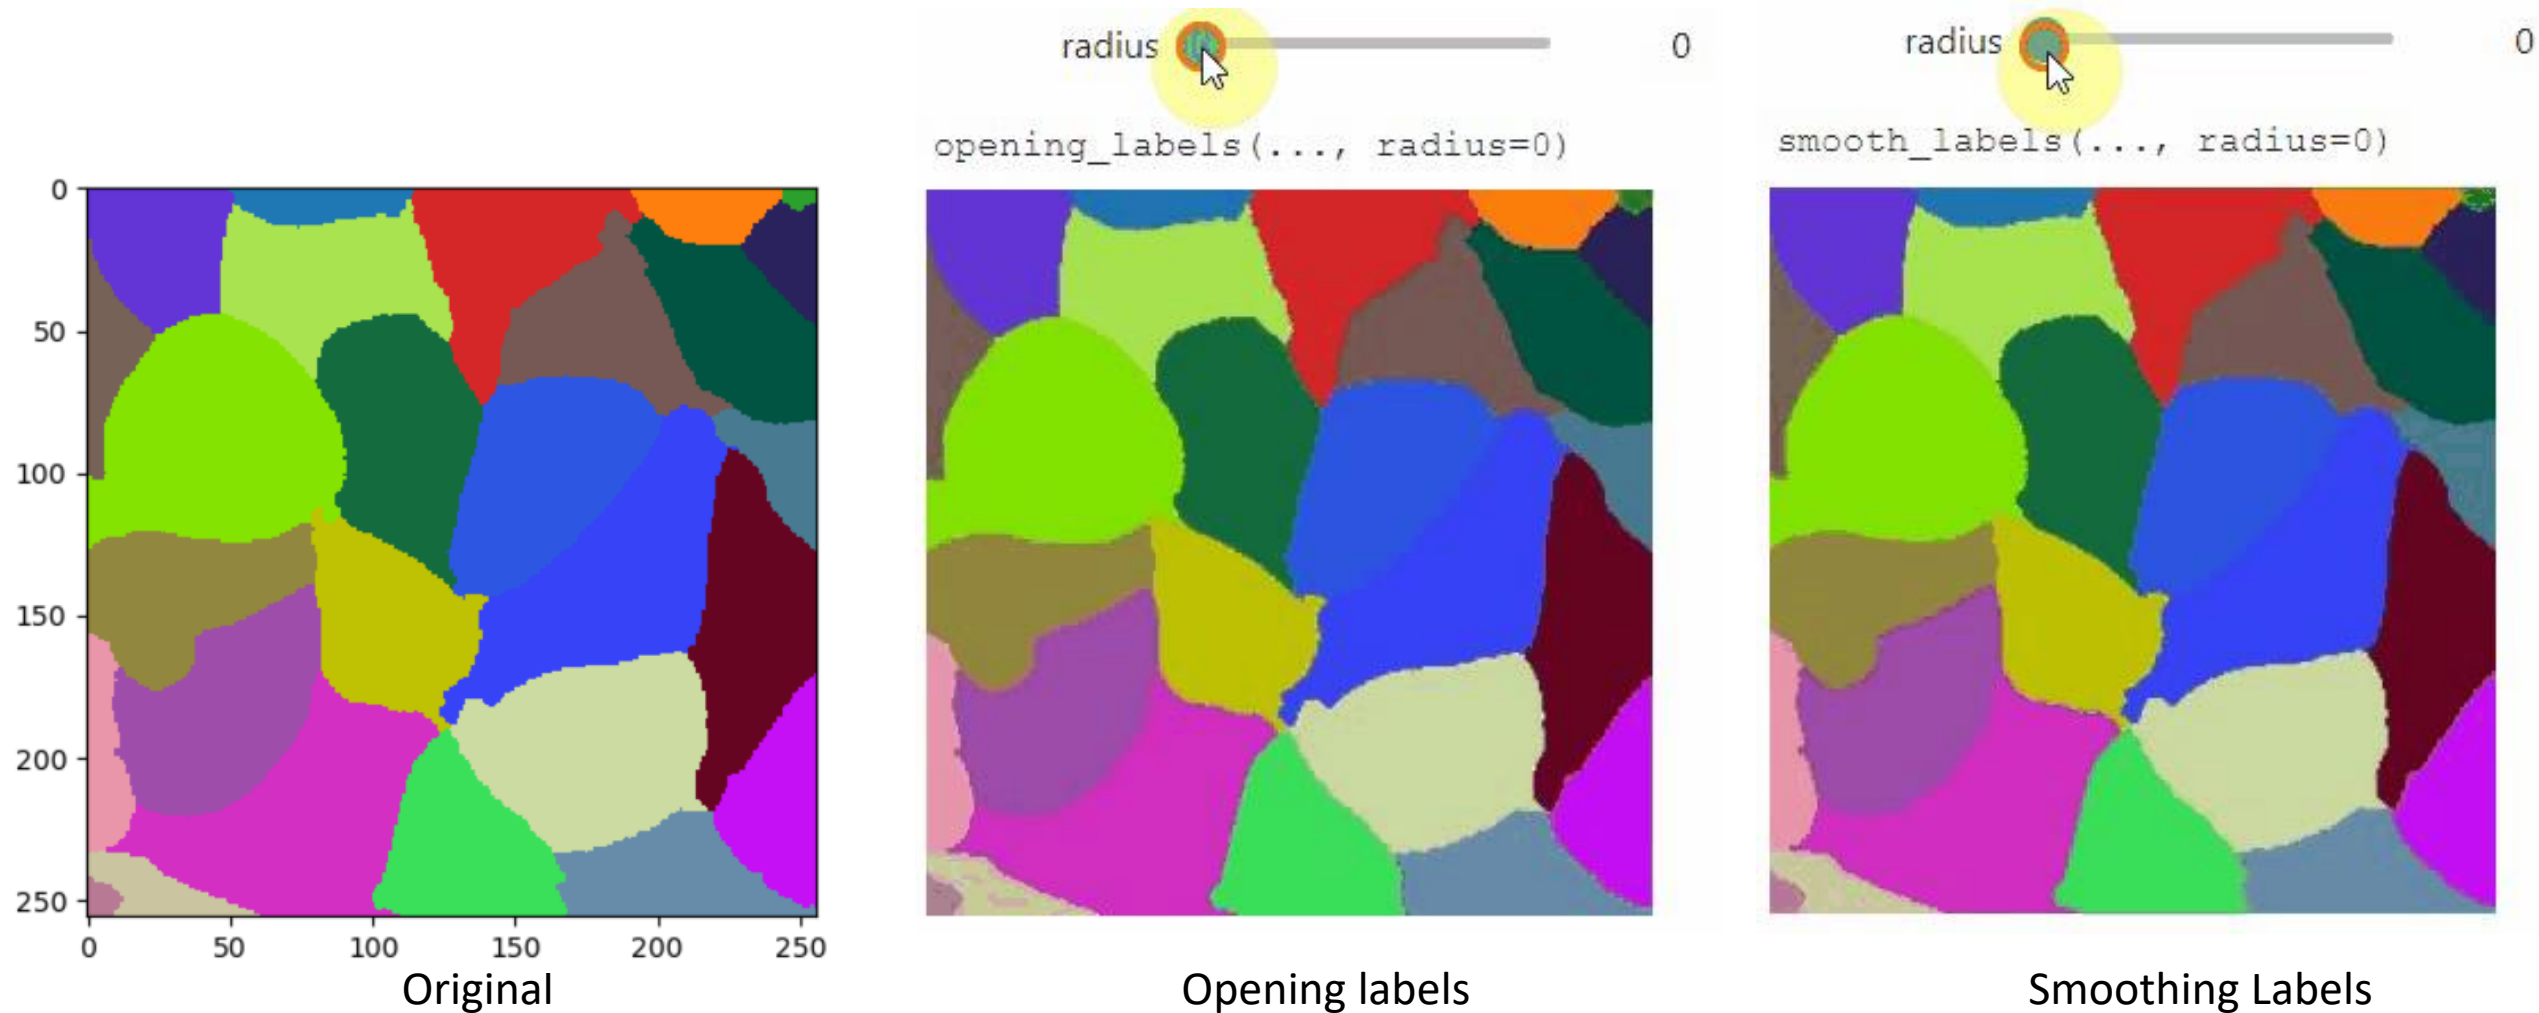 radius 0
radius 0
opening_labels(..., radius=0)
smooth_labels(..., radius=0)
0
50
100
150
200
250
0 50 100 150 200 250
Original
Opening labels
Smoothing Labels